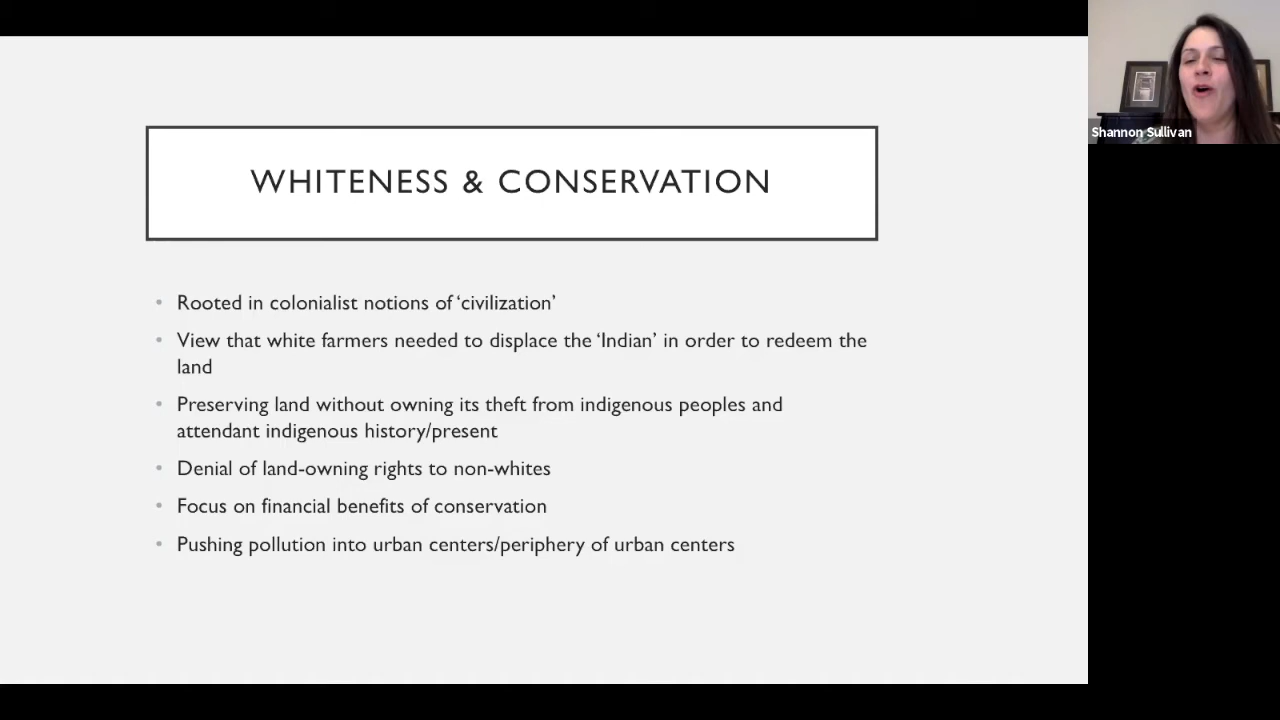 WHITENESS & CONSERVATION
• Rooted in colonialist notions of ‘civilization’
• View that white farmers needed to displace the ‘Indian’ in order to redeem the
land
• Preserving land without owning its theft from indigenous peoples and
attendant indigenous history/present
• Denial of land-owning rights to non-whites
• Focus on financial benefits of conservation
• Pushing pollution into urban centers/periphery of urban centers
Shannon Sullivan